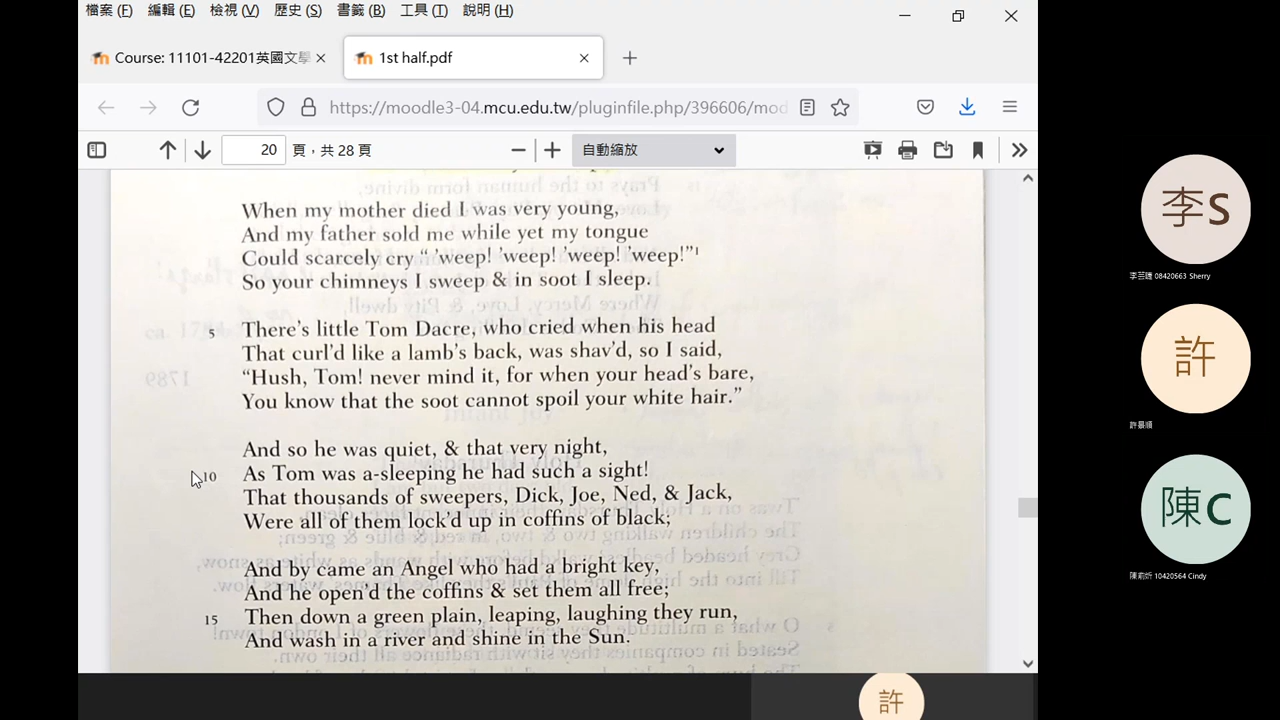 檔案 (F) 編輯 (E) 檢視 (V) 歷史 (S) 書籤 (B) 工具 (T) 說明 (H)
Course: 11101-42201英國文學
1st half.pdf
https://moodle3-04.mcu.edu.tw/pluginfile.php/396606/mod
20 頁，共 28 頁
自動縮放
When my mother died I was very young,
And my father sold me while yet my tongue
Could scarcely cry “ ’weep! ’weep! ’weep! ’weep!”1
So your chimneys I sweep & in soot I sleep.
5 There’s little Tom Dacre, who cried when his head
That curl’d like a lamb’s back, was shav’d, so I said,
“Hush, Tom! never mind it, for when your head’s bare,
You know that the soot cannot spoil your white hair.”
And so he was quiet, & that very night,
10 As Tom was a-sleeping he had such a sight!
That thousands of sweepers, Dick, Joe, Ned, & Jack,
Were all of them lock’d up in coffins of black;
And by came an Angel who had a bright key,
And he open’d the coffins & set them all free;
15 Then down a green plain, leaping, laughing they run,
And wash in a river and shine in the Sun.
李S
08420663 Sherry
許
許景順
陳C
10420564 Cindy
許